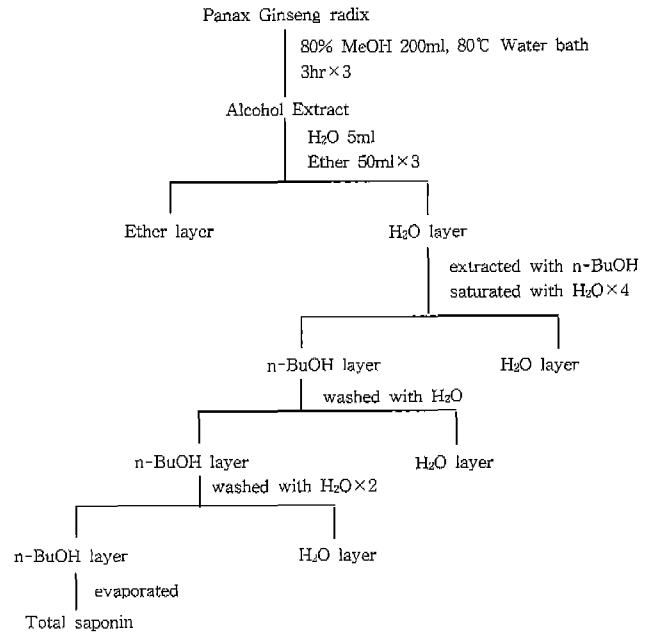 Panax Ginseng radix
80% MeOH 200ml, 80℃ Water bath
3hr×3
Alcohol Extract
H₂O 5ml
Ether 50ml×3
Ether layer
H₂O layer
extracted with n-BuOH
saturated with H₂O×4
n-BuOH layer
H₂O layer
washed with H₂O
n-BuOH layer
H₂O layer
washed with H₂O×2
n-BuOH layer
H₂O layer
evaporated
Total saponin